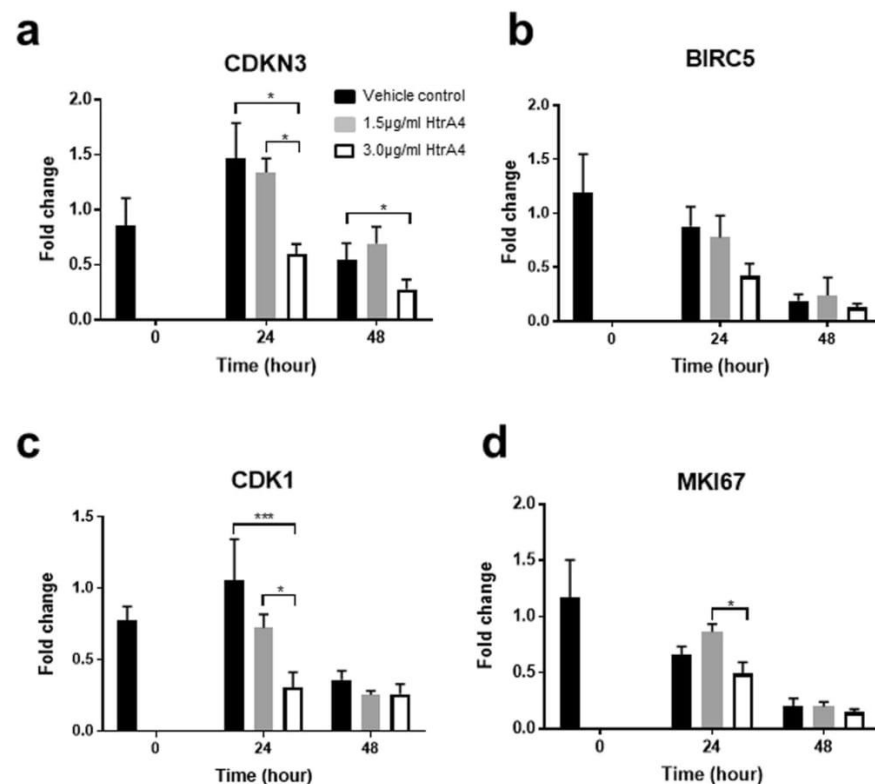 a
CDKN3
2.0
1.5
1.0
0.5
0.0
Fold change
*
*
*
Vehicle control
1.5μg/ml HtrA4
3.0μg/ml HtrA4
0 24 48
Time (hour)
b
BIRC5
2.0
1.5
1.0
0.5
0.0
Fold change
0 24 48
Time (hour)
c
CDK1
1.5
1.0
0.5
0.0
Fold change
***
*
0 24 48
Time (hour)
d
MKI67
2.0
1.5
1.0
0.5
0.0
Fold change
*
0 24 48
Time (hour)